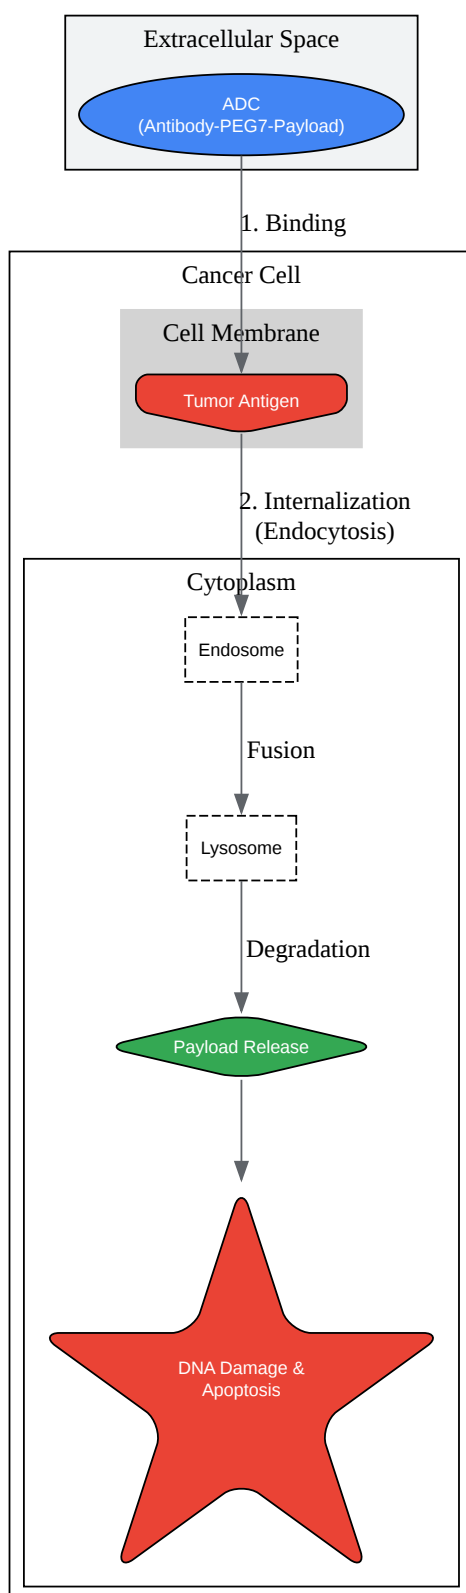 Extracellular Space
ADC
(Antibody-PEG7-Payload)
1. Binding
Cancer Cell
Cell Membrane
Tumor Antigen
2. Internalization
(Endocytosis)
Cytoplasm
Endosome
Fusion
Lysosome
Degradation
Payload Release
DNA Damage &
Apoptosis